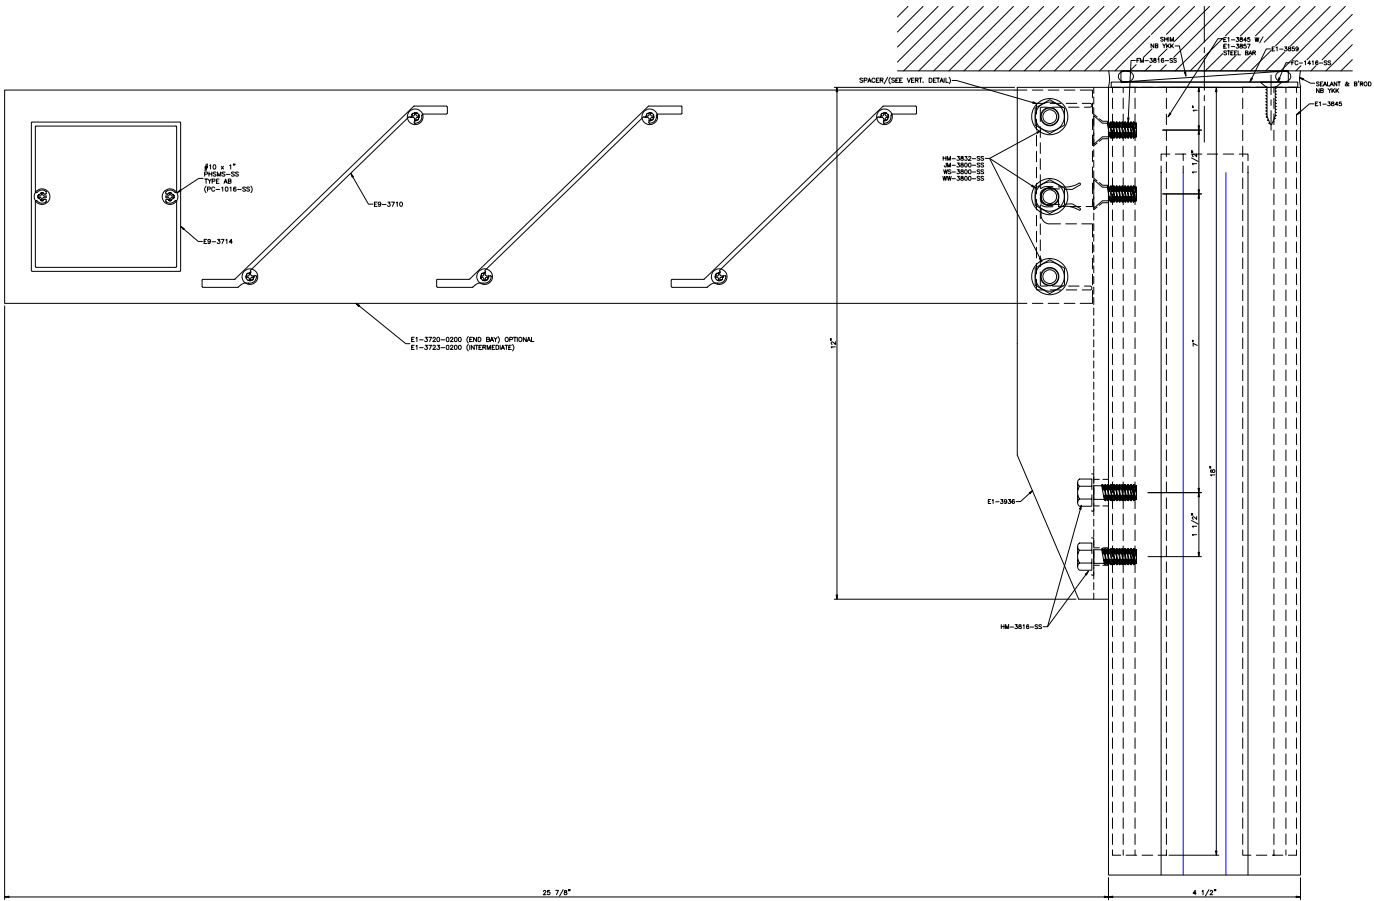 SHIM
NB YKK
E1-3845 W/
E1-3857
STEEL BAR
E1-3859
FM-3816-SS
FC-1416-SS
SPACER/(SEE VERT. DETAIL)
SEALANT & B'ROD
NB YKK
E1-3845
1"
HM-3832-SS
JM-3800-SS
WS-3800-SS
WW-3800-SS
1 1/2"
#10 x 1"
PHSMS-SS
TYPE AB
(PC-1016-SS)
E9-3710
E9-3714
E1-3720-0200 (END BAY) OPTIONAL
E1-3723-0200 (INTERMEDIATE)
12"
7"
18"
E1-3936
1 1/2"
HM-3816-SS
25 7/8"
4 1/2"